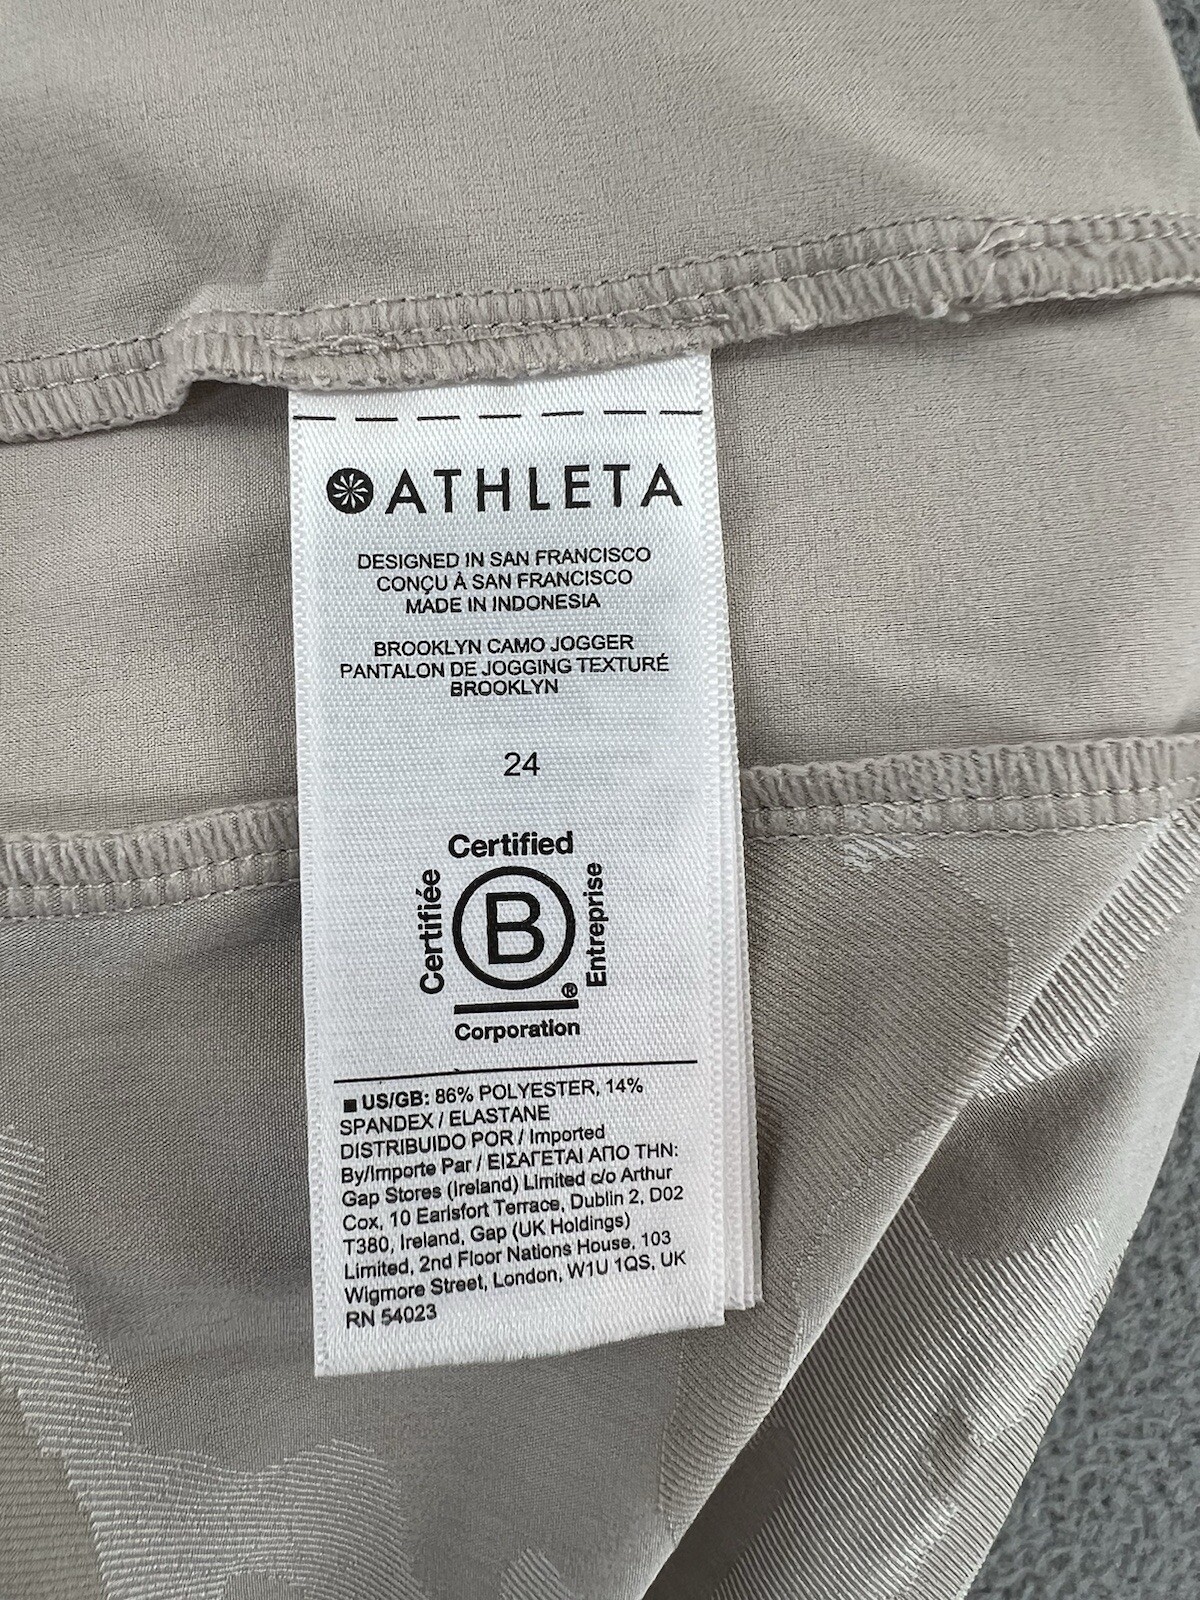 ATHLETA
DESIGNED IN SAN FRANCISCO
CONÇU À SAN FRANCISCO
MADE IN INDONESIA
BROOKLYN CAMO JOGGER
PANTALON DE JOGGING TEXTURÉ
BROOKLYN
24
Certified
Certifiée
B
Entreprise
®
Corporation
US/GB: 86% POLYESTER, 14%
SPANDEX / ELASTANE
DISTRIBUIDO POR / Imported
By/Importe Par / ΕΙΣΑΓΕΤΑΙ ΑΠΟ ΤΗΝ:
Gap Stores (Ireland) Limited c/o Arthur
Cox, 10 Earlsfort Terrace, Dublin 2, D02
T380, Ireland, Gap (UK Holdings)
Limited, 2nd Floor Nations House, 103
Wigmore Street, London, W1U 1QS, UK
RN 54023